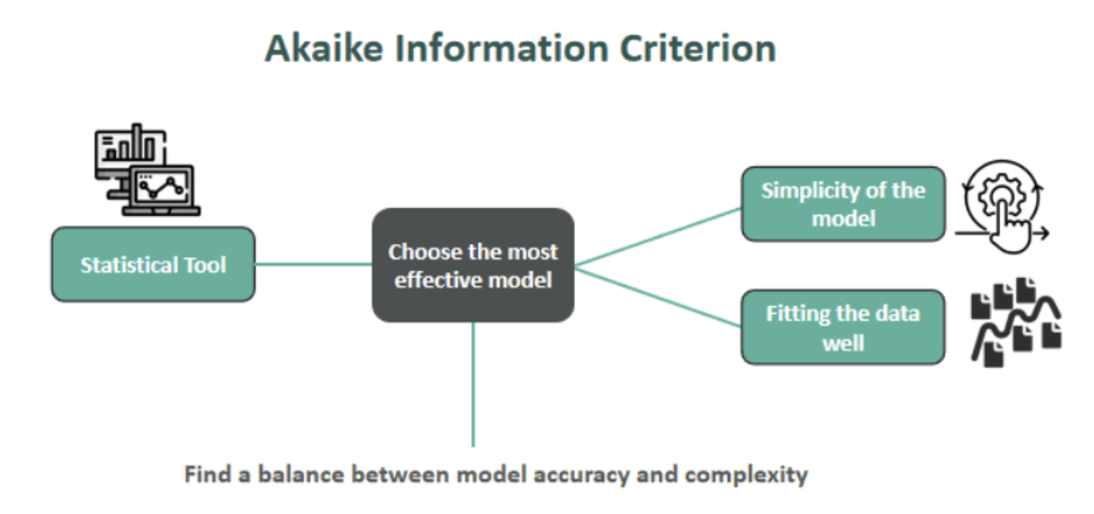 Akaike Information Criterion
Statistical Tool
Choose the most
effective model
Simplicity of the
model
Fitting the data
well
Find a balance between model accuracy and complexity